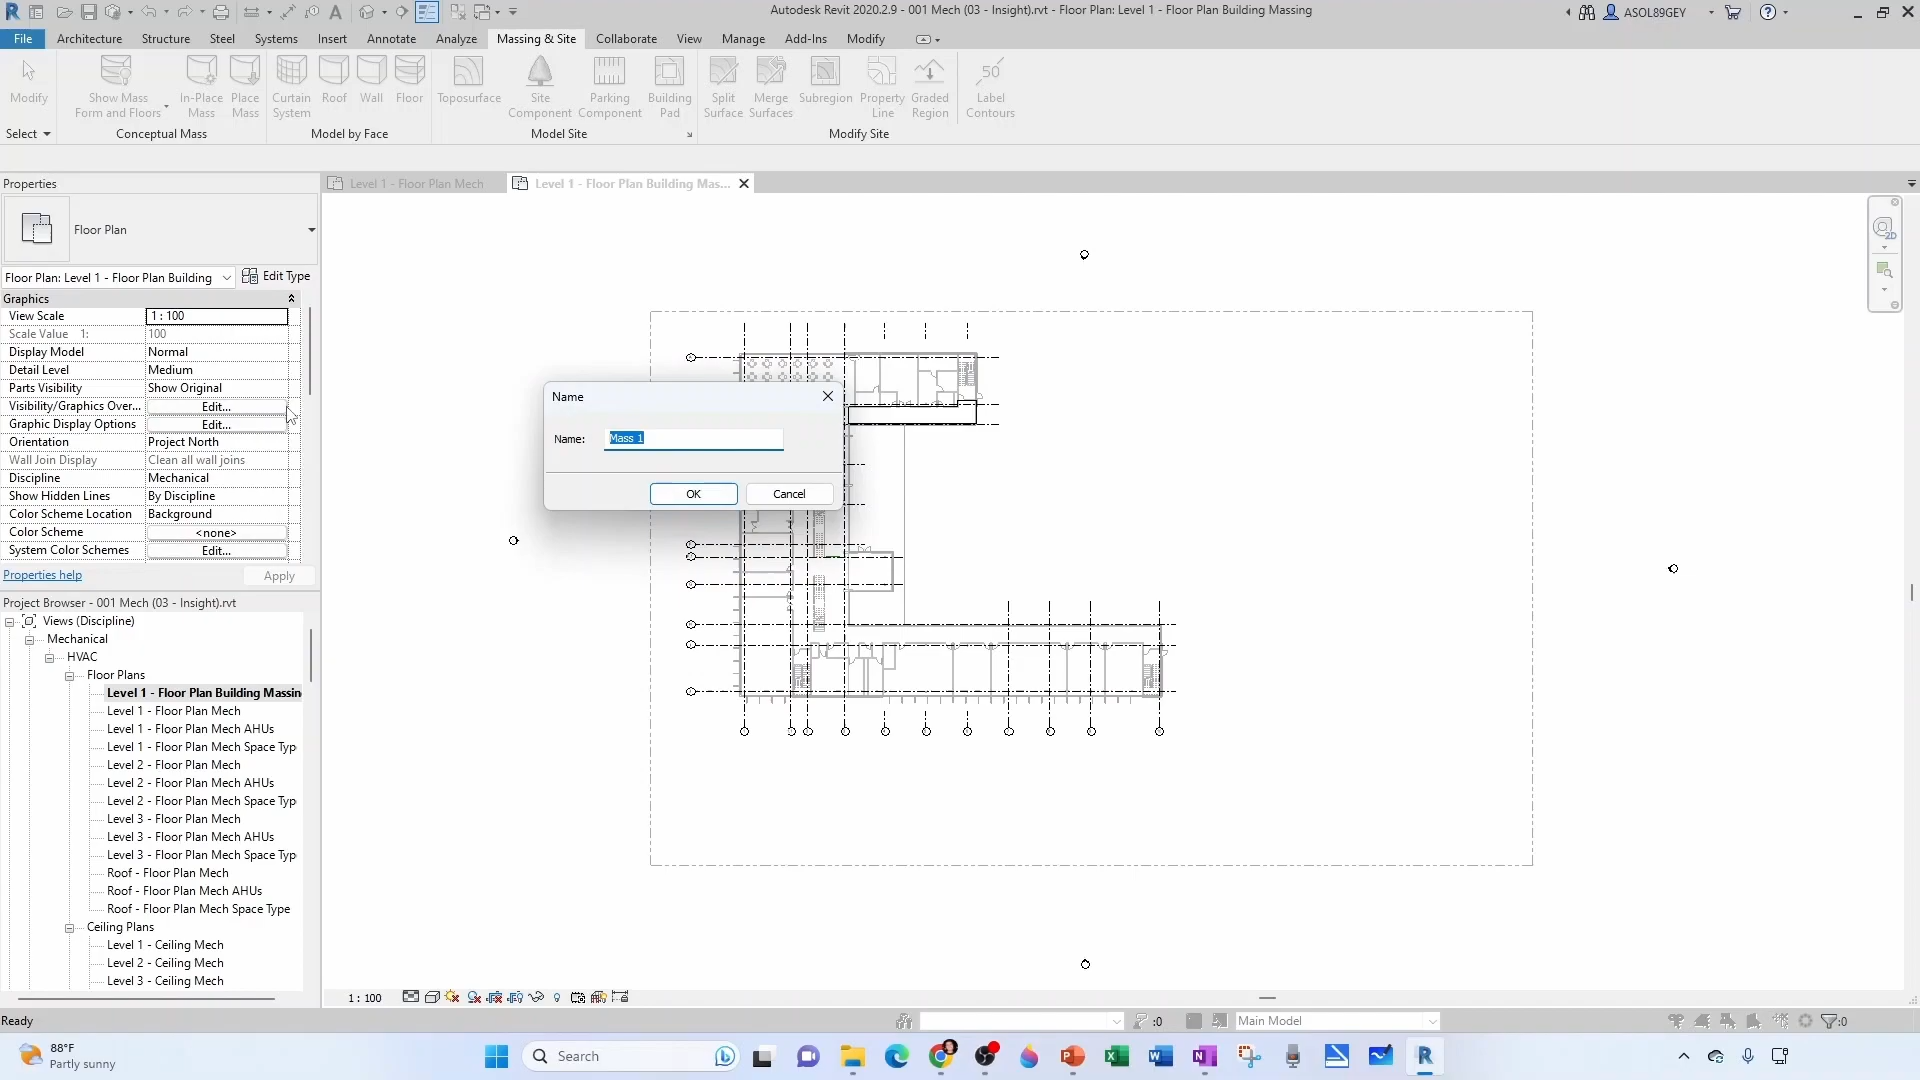 Autodesk Revit 2020.2.9 - 001 Mech (03 - Insight).rvt - Floor Plan: Level 1 - Floor Plan Building Massing
ASOL89GEY
File Architecture Structure Steel Systems Insert Annotate Analyze Massing & Site Collaborate View Manage Add-Ins Modify
Modify
Show Mass
Form and Floors
In-Place
Mass
Place
Mass
Curtain
System
Roof
Wall
Floor
Toposurface
Site
Component
Parking
Component
Building
Pad
Split
Surface
Merge
Surfaces
Subregion
Property
Line
Graded
Region
50
Label
Contours
Select
Conceptual Mass
Model by Face
Model Site
Modify Site
Properties
Level 1 - Floor Plan Mech
Level 1 - Floor Plan Building Mas...
Floor Plan
Floor Plan: Level 1 - Floor Plan Building
Edit Type
Graphics
View Scale 1 : 100
Scale Value 1: 100
Display Model Normal
Detail Level Medium
Parts Visibility Show Original
Visibility/Graphics Over... Edit...
Graphic Display Options Edit...
Orientation Project North
Wall Join Display Clean all wall joins
Discipline Mechanical
Show Hidden Lines By Discipline
Color Scheme Location Background
Color Scheme <none>
System Color Schemes Edit...
Properties help
Apply
Name
Name: Mass 1
OK Cancel
2D
Project Browser - 001 Mech (03 - Insight).rvt
Views (Discipline)
Mechanical
HVAC
Floor Plans
Level 1 - Floor Plan Building Massin
Level 1 - Floor Plan Mech
Level 1 - Floor Plan Mech AHUs
Level 1 - Floor Plan Mech Space Typ
Level 2 - Floor Plan Mech
Level 2 - Floor Plan Mech AHUs
Level 2 - Floor Plan Mech Space Typ
Level 3 - Floor Plan Mech
Level 3 - Floor Plan Mech AHUs
Level 3 - Floor Plan Mech Space Typ
Roof - Floor Plan Mech
Roof - Floor Plan Mech AHUs
Roof - Floor Plan Mech Space Type
Ceiling Plans
Level 1 - Ceiling Mech
Level 2 - Ceiling Mech
Level 3 - Ceiling Mech
1 : 100
Ready
:0
Main Model
:0
88°F
Partly sunny
Search